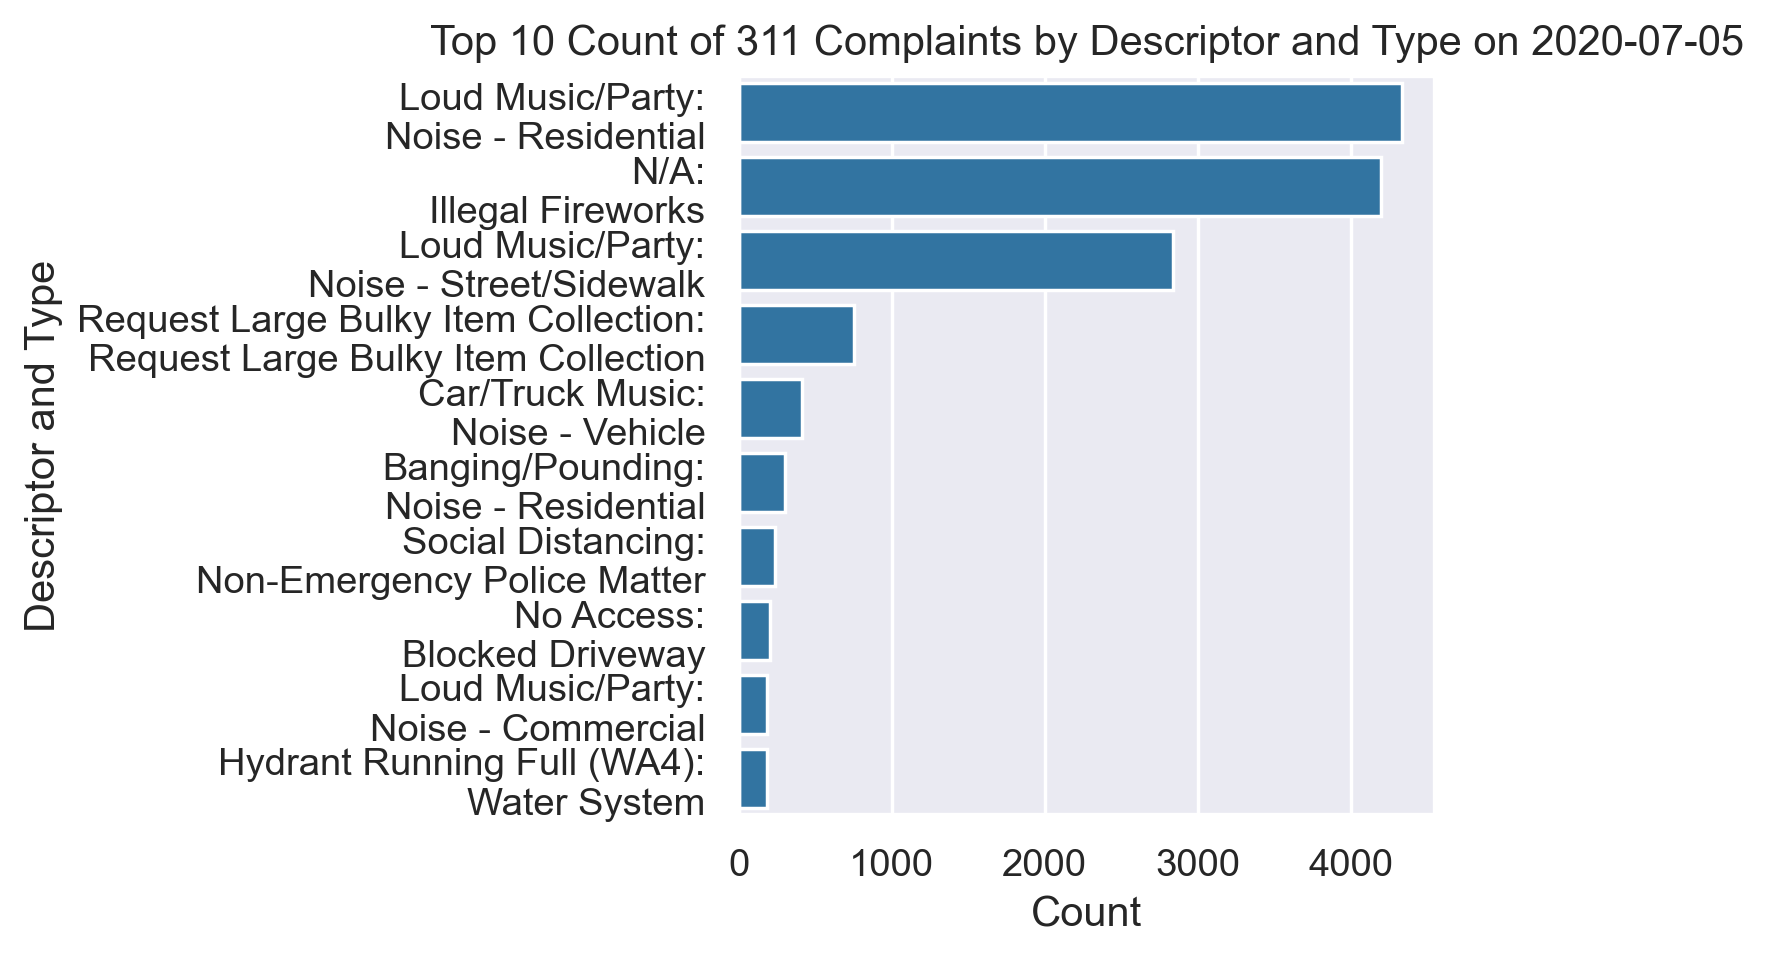 Top 10 Count of 311 Complaints by Descriptor and Type on 2020-07-05
Descriptor and Type
Loud Music/Party:
Noise - Residential
N/A:
Illegal Fireworks
Loud Music/Party:
Noise - Street/Sidewalk
Request Large Bulky Item Collection:
Request Large Bulky Item Collection
Car/Truck Music:
Noise - Vehicle
Banging/Pounding:
Noise - Residential
Social Distancing:
Non-Emergency Police Matter
No Access:
Blocked Driveway
Loud Music/Party:
Noise - Commercial
Hydrant Running Full (WA4):
Water System
0 1000 2000 3000 4000
Count